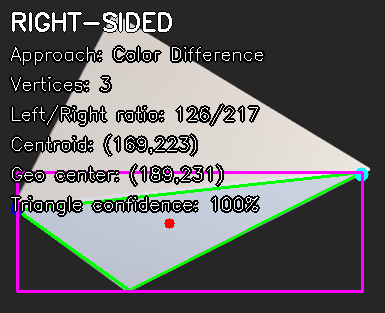 RIGHT-SIDED
Approach: Color Difference
Vertices: 3
Left/Right ratio: 126/217
Centroid: (169,223)
Geo center: (189,231)
Triangle confidence: 100%